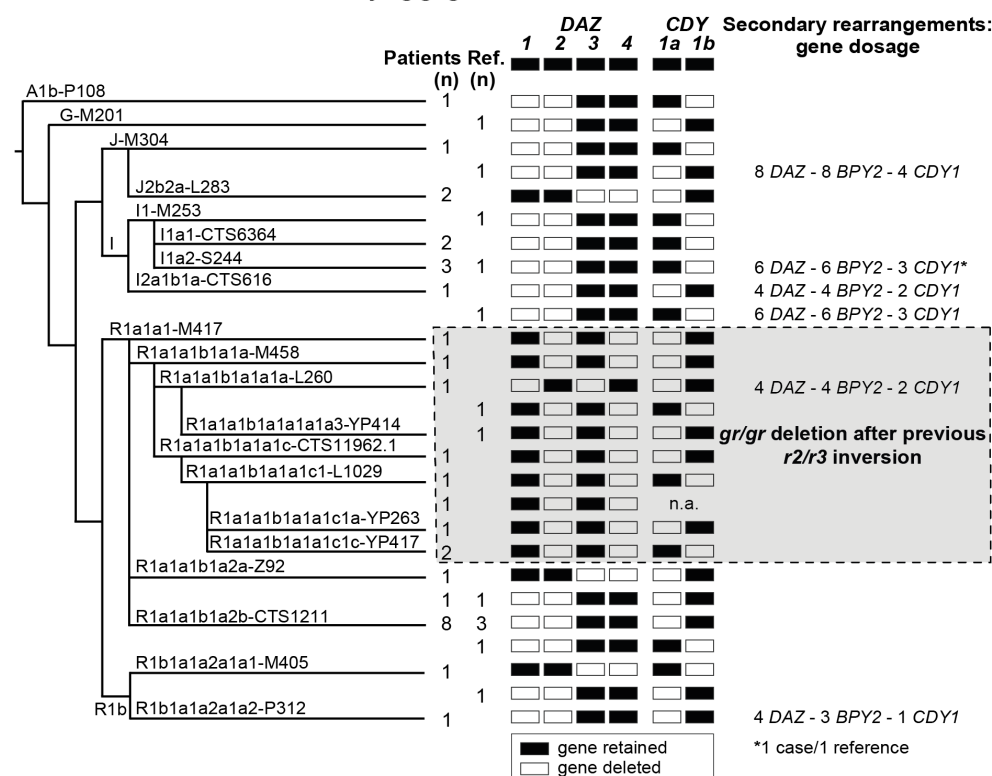 DAZ CDY Secondary rearrangements:
1 2 3 4 1a 1b gene dosage
Patients Ref.
(n) (n)
A1b-P108 1
G-M201 1
J-M304 1
1 8 DAZ - 8 BPY2 - 4 CDY1
J2b2a-L283 2
I1-M253 1
I I1a1-CTS6364 2
I1a2-S244 3 1 6 DAZ - 6 BPY2 - 3 CDY1*
I2a1b1a-CTS616 1 4 DAZ - 4 BPY2 - 2 CDY1
1 6 DAZ - 6 BPY2 - 3 CDY1
R1a1a1-M417 1
R1a1a1b1a1a-M458 1
R1a1a1b1a1a1a-L260 1 4 DAZ - 4 BPY2 - 2 CDY1
1
R1a1a1b1a1a1a1a3-YP414 1 gr/gr deletion after previous
R1a1a1b1a1a1c-CTS11962.1 1 r2/r3 inversion
R1a1a1b1a1a1c1-L1029 1
1 n.a.
R1a1a1b1a1a1c1a-YP263 1
R1a1a1b1a1a1c1c-YP417 2
R1a1a1b1a2a-Z92 1
1 1
R1a1a1b1a2b-CTS1211 8 3
1
R1b1a1a2a1a1-M405 1
1
R1b R1b1a1a2a1a2-P312 1 4 DAZ - 3 BPY2 - 1 CDY1
gene retained *1 case/1 reference
gene deleted